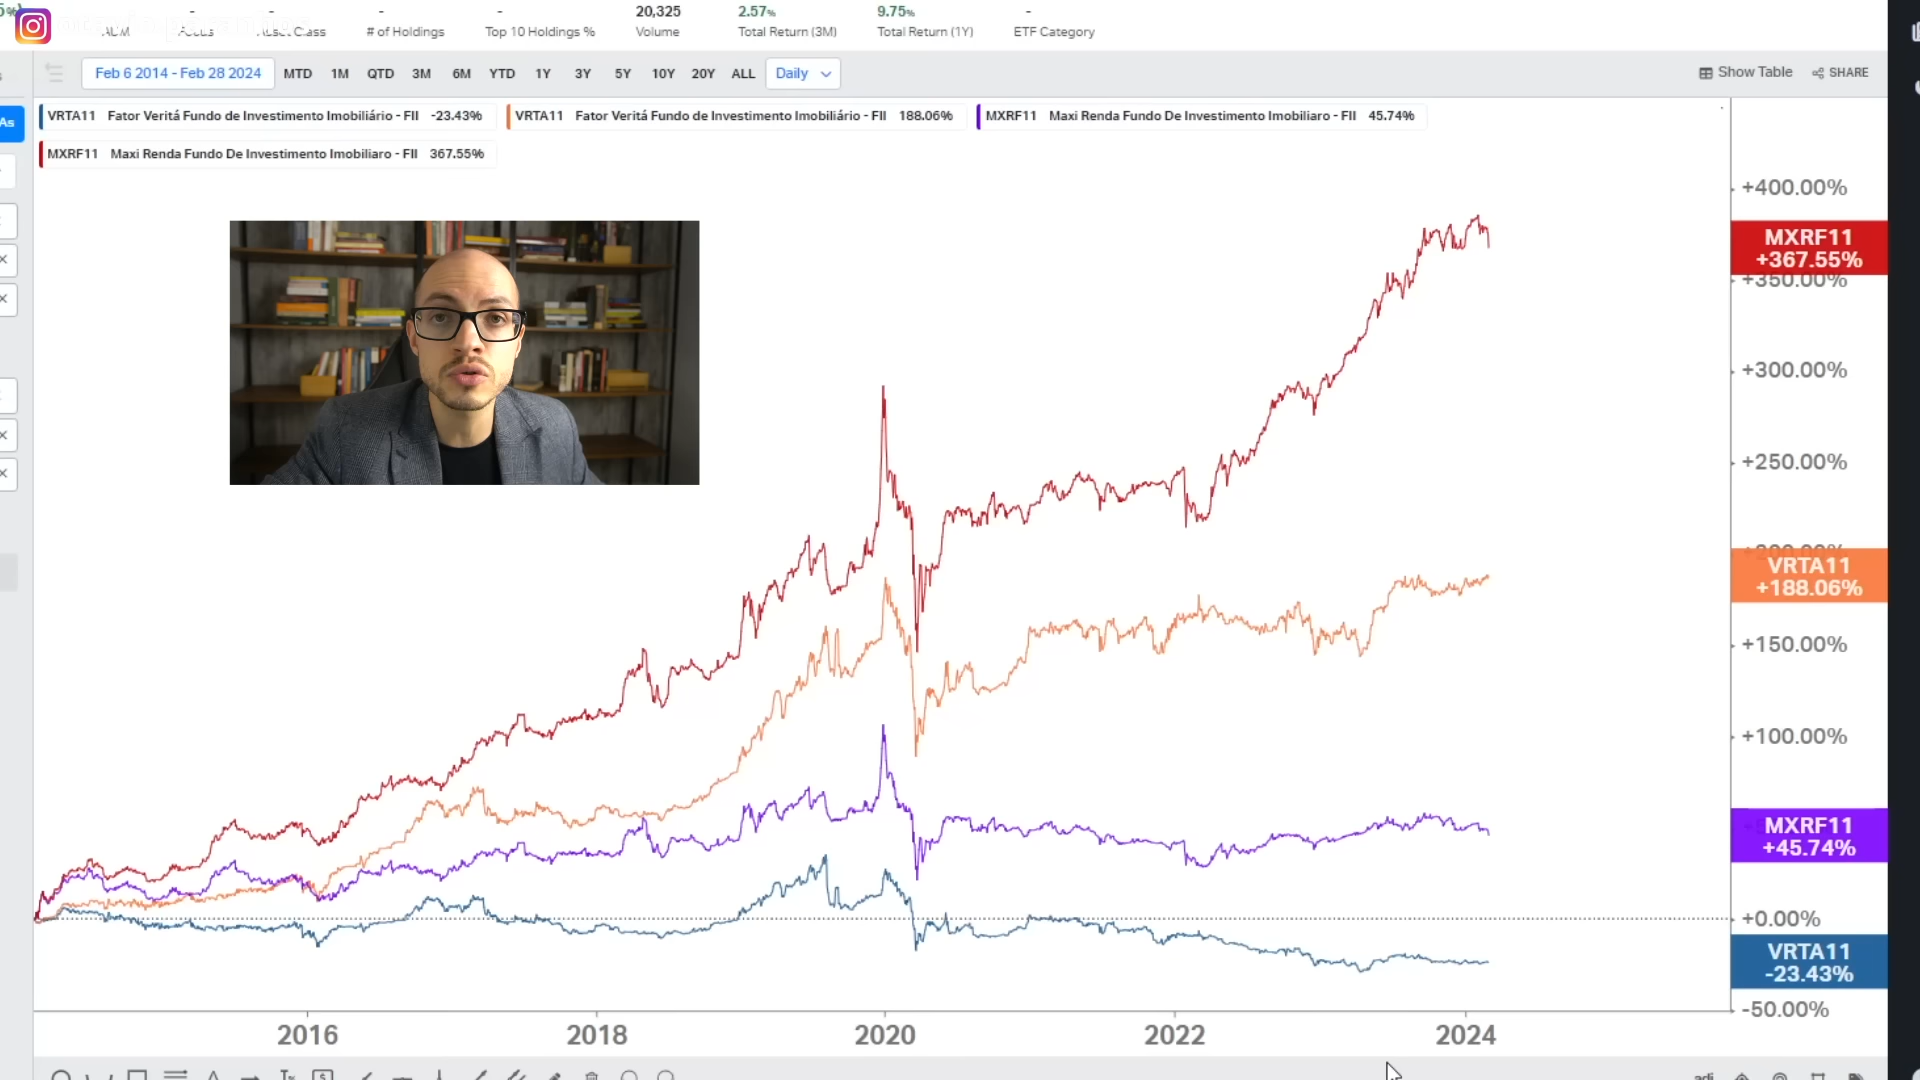 20,325 2.57% 9.75%
# of Holdings Top 10 Holdings % Volume Total Return (3M) Total Return (1Y) ETF Category
Feb 6 2014 - Feb 28 2024 MTD 1M QTD 3M 6M YTD 1Y 3Y 5Y 10Y 20Y ALL Daily Show Table SHARE
As
VRTA11 Fator Veritá Fundo de Investimento Imobiliário - FII -23.43% VRTA11 Fator Veritá Fundo de Investimento Imobiliário - FII 188.06% MXRF11 Maxi Renda Fundo De Investimento Imobiliaro - FII 45.74%
MXRF11 Maxi Renda Fundo De Investimento Imobiliaro - FII 367.55%
+400.00%
MXRF11
+367.55%
+350.00%
+300.00%
+250.00%
VRTA11
+188.06%
+150.00%
+100.00%
MXRF11
+45.74%
+0.00%
VRTA11
-23.43%
-50.00%
2016 2018 2020 2022 2024